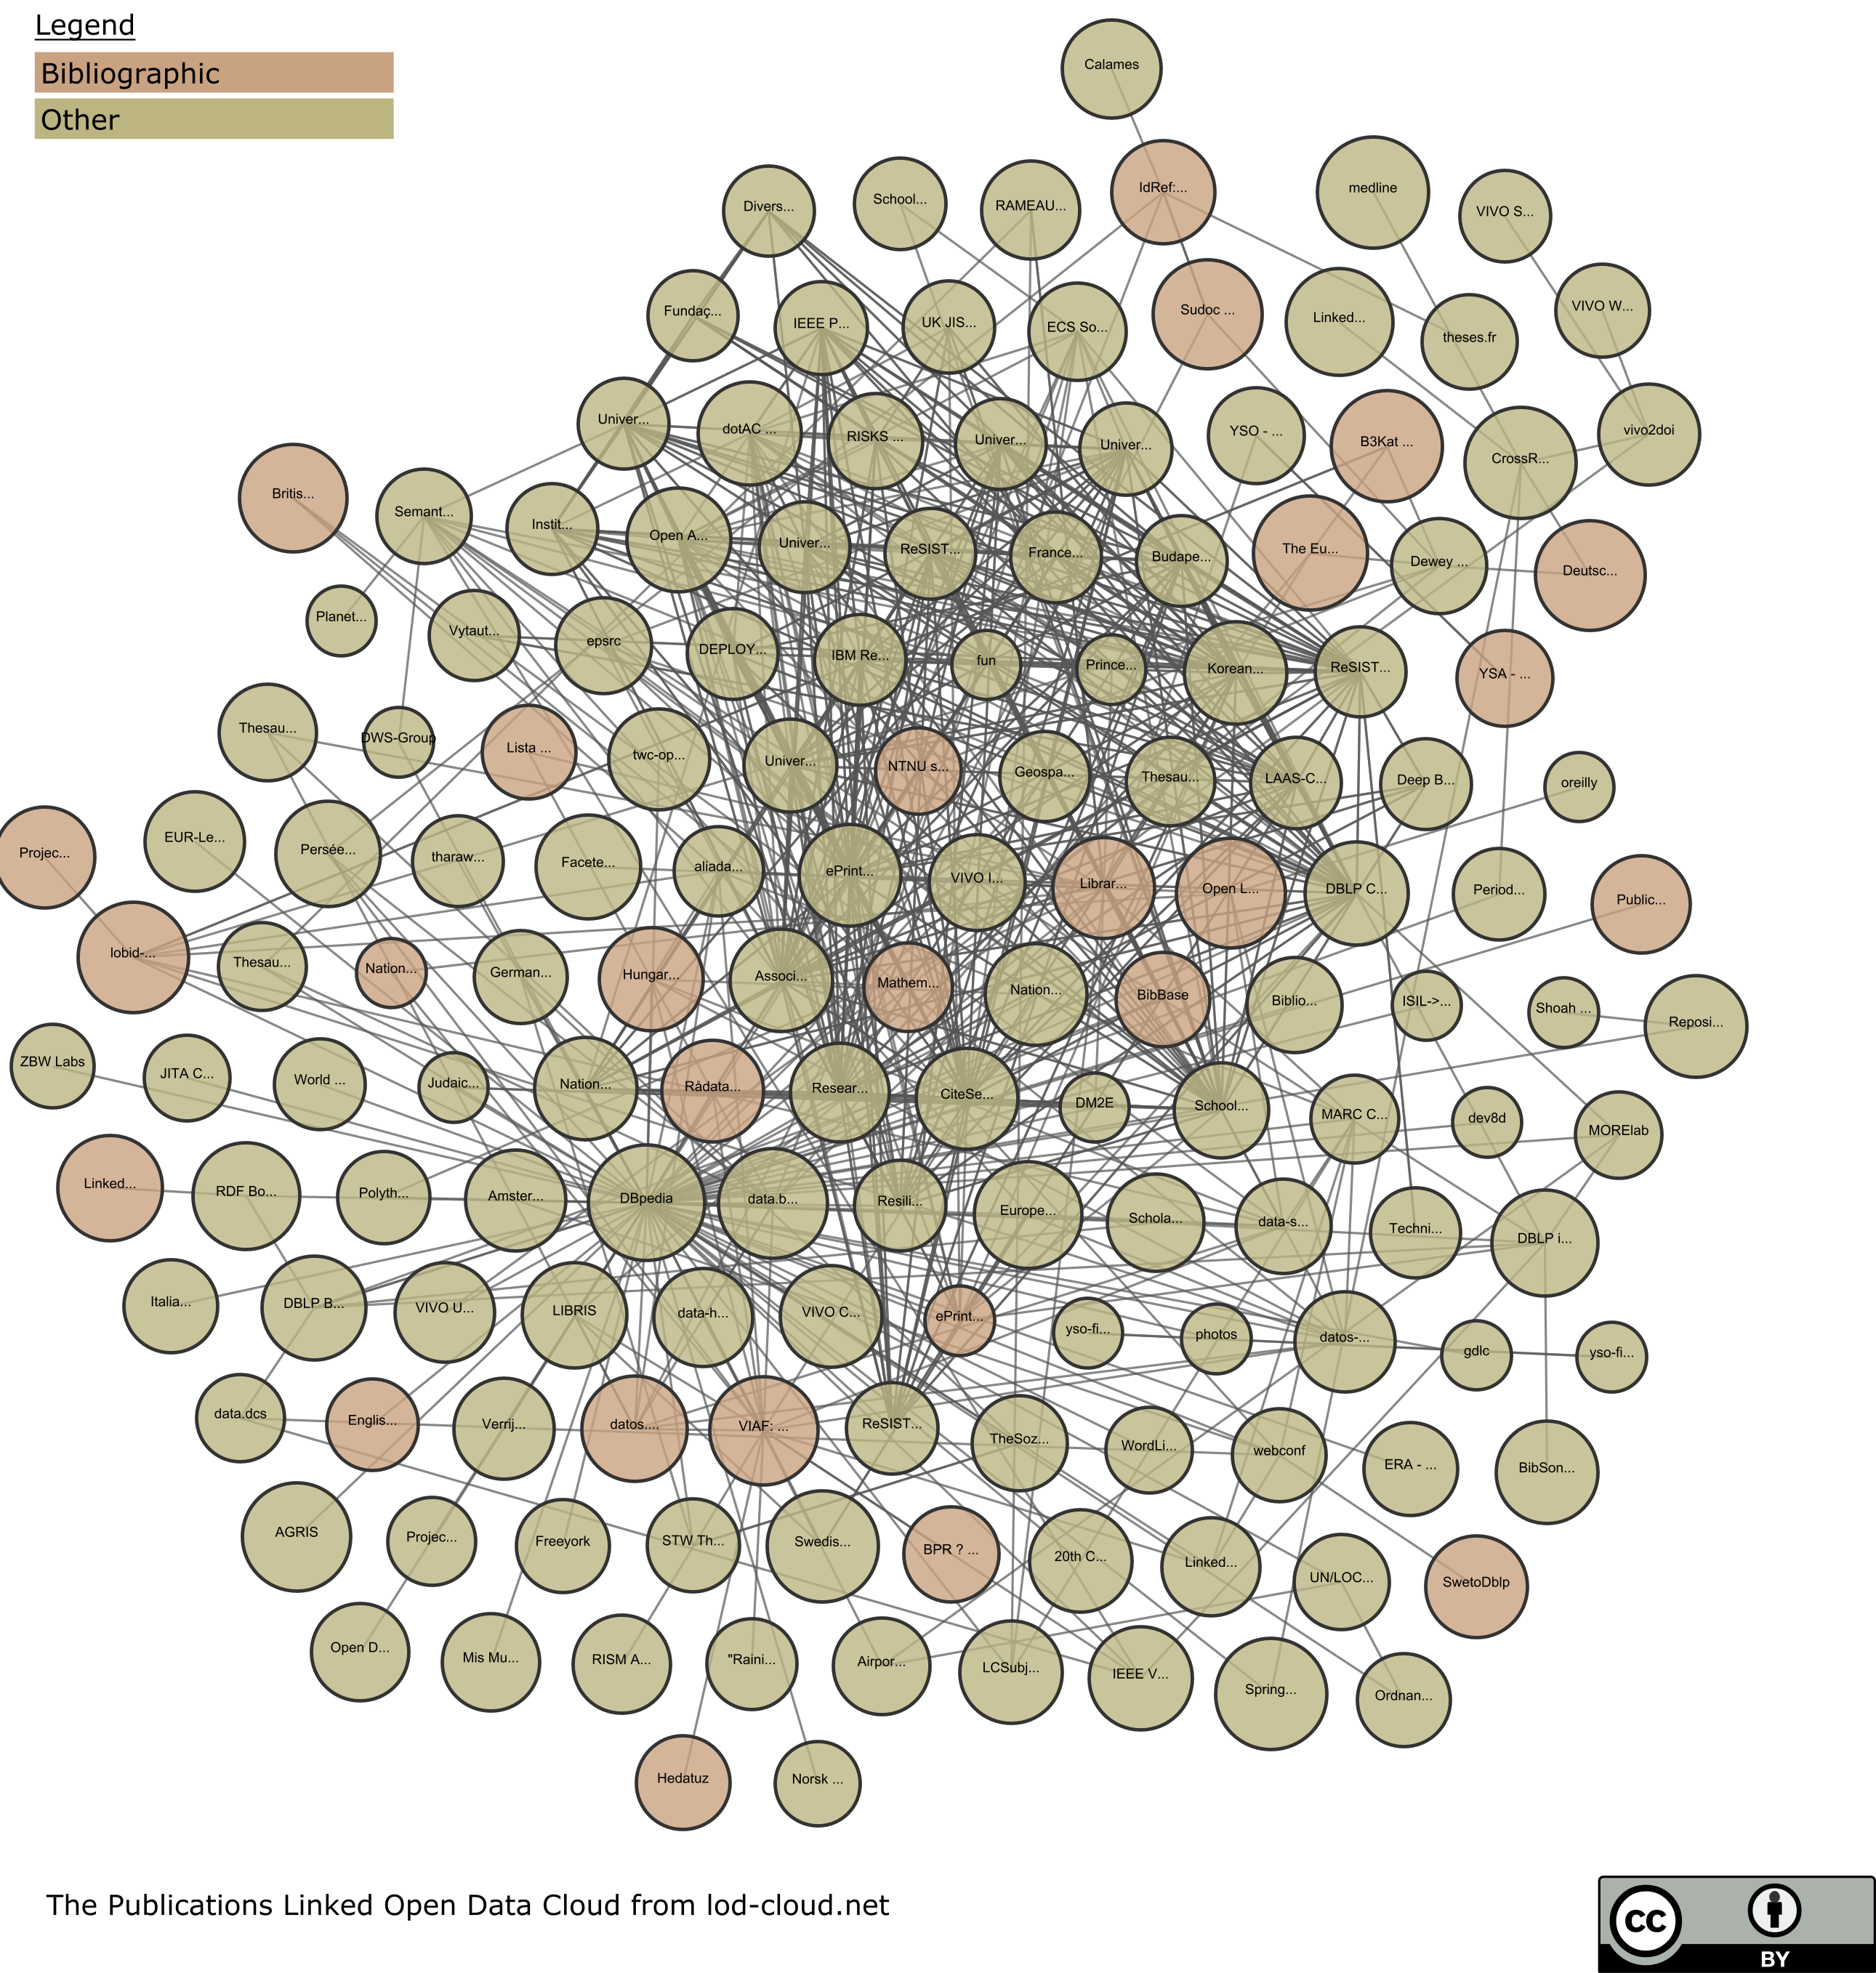 Legend
Bibliographic
Other
Calames
IdRef:...
medline
VIVO S...
Divers...
School...
RAMEAU...
Fundaç...
IEEE P...
UK JIS...
ECS So...
Sudoc ...
Linked...
theses.fr
VIVO W...
Univer...
dotAC ...
RISKS ...
Univer...
Univer...
YSO - ...
B3Kat ...
CrossR...
vivo2doi
Britis...
Semant...
Instit...
Open A...
Univer...
ReSIST...
France...
Budape...
The Eu...
Dewey ...
Deutsc...
Planet...
Vytaut...
epsrc
DEPLOY...
IBM Re...
fun
Prince...
Korean...
ReSIST...
YSA - ...
Thesau...
DWS-Group
Lista ...
twc-op...
Univer...
NTNU s...
Geospa...
Thesau...
LAAS-C...
Deep B...
oreilly
Projec...
EUR-Le...
Persée...
tharaw...
Facete...
aliada...
ePrint...
VIVO I...
Librar...
Open L...
DBLP C...
Period...
Public...
lobid-...
Thesau...
Nation...
German...
Hungar...
Associ...
Mathem...
Nation...
BibBase
Biblio...
ISIL->...
Shoah ...
Reposi...
ZBW Labs
JITA C...
World ...
Judaic...
Nation...
Rådata...
Resear...
CiteSe...
DM2E
School...
MARC C...
dev8d
MORElab
Linked...
RDF Bo...
Polyth...
Amster...
DBpedia
data.b...
Resili...
Europe...
Schola...
data-s...
Techni...
DBLP i...
Italia...
DBLP B...
VIVO U...
LIBRIS
data-h...
VIVO C...
ePrint...
yso-fi...
photos
datos-...
gdlc
yso-fi...
data.dcs
Englis...
Verrij...
datos....
VIAF: ...
ReSIST...
TheSoz...
WordLi...
webconf
ERA - ...
BibSon...
AGRIS
Projec...
Freeyork
STW Th...
Swedis...
BPR ? ...
20th C...
Linked...
UN/LOC...
SwetoDblp
Open D...
Mis Mu...
RISM A...
"Raini...
Airpor...
LCSubj...
IEEE V...
Spring...
Ordnan...
Hedatuz
Norsk ...
The Publications Linked Open Data Cloud from lod-cloud.net
cc
BY